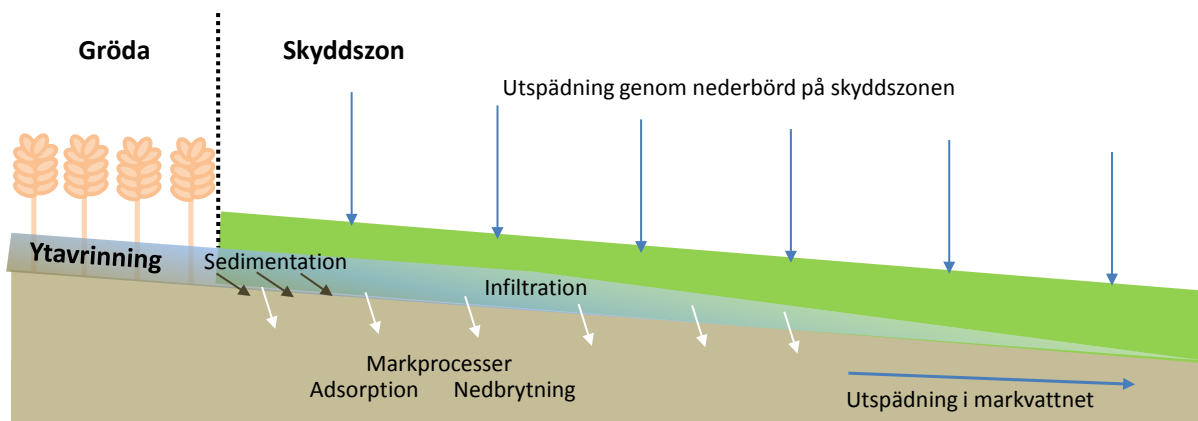 Gröda
Skyddszon
Utspädning genom nederbörd på skyddszonen
Ytavrinning
Sedimentation
Infiltration
Markprocesser
Adsorption Nedbrytning
Utspädning i markvattnet